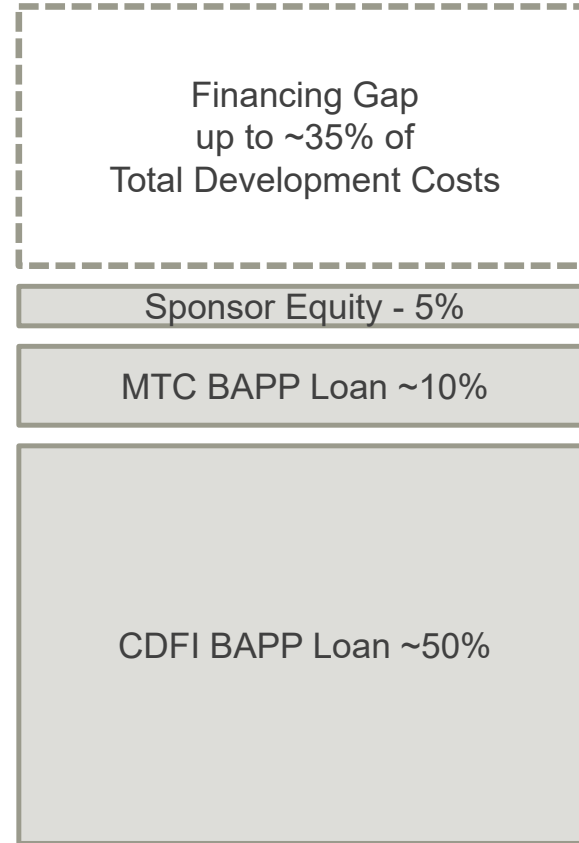 Financing Gap
up to ~35% of
Total Development Costs
Sponsor Equity - 5%
MTC BAPP Loan ~10%
CDFI BAPP Loan ~50%